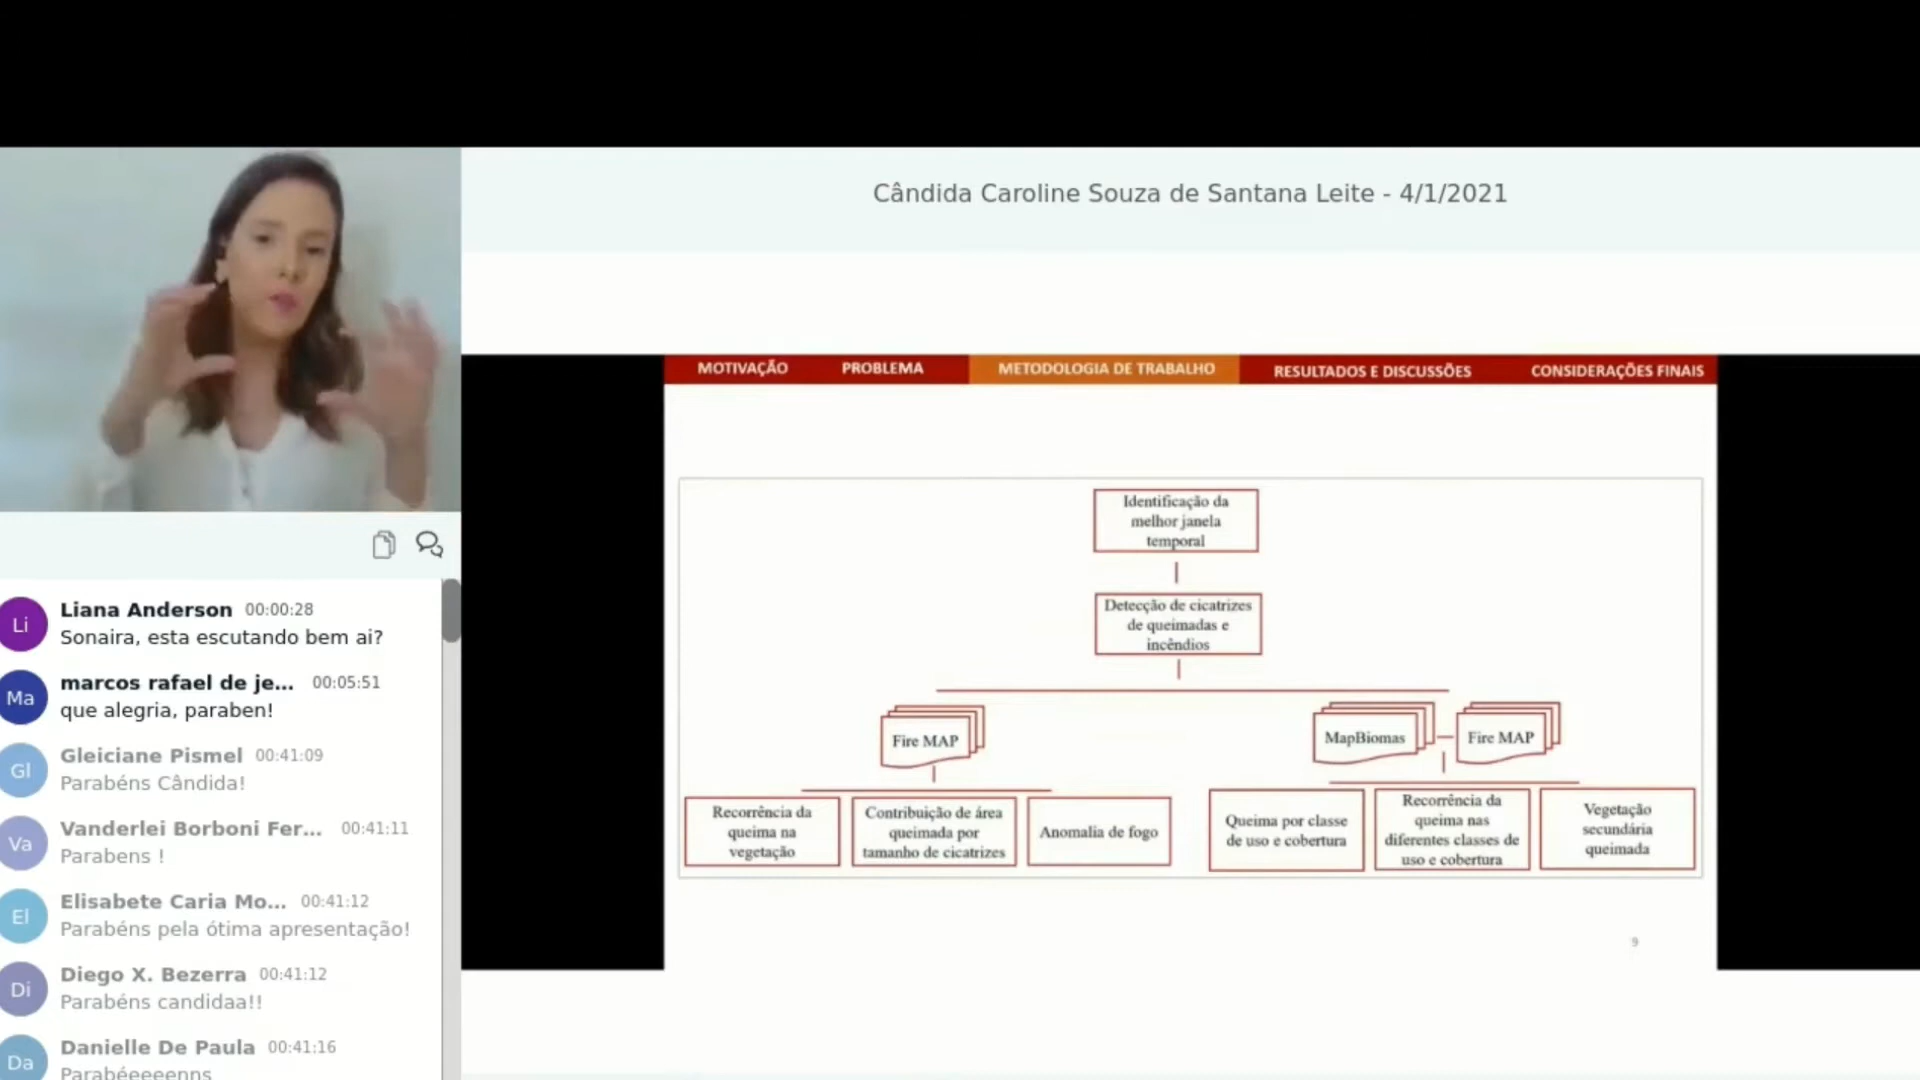 Cândida Caroline Souza de Santana Leite - 4/1/2021
MOTIVAÇÃO
PROBLEMA
METODOLOGIA DE TRABALHO
RESULTADOS E DISCUSSÕES
CONSIDERAÇÕES FINAIS
Identificação da
melhor janela
temporal
Detecção de cicatrizes
de queimadas e
incêndios
Fire MAP
MapBiomas
Fire MAP
Recorrência da
queima na
vegetação
Contribuição de área
queimada por
tamanho de cicatrizes
Anomalia de fogo
Queima por classe
de uso e cobertura
Recorrência da
queima nas
diferentes classes de
uso e cobertura
Vegetação
secundária
queimada
9
Li
Liana Anderson 00:00:28
Sonaira, esta escutando bem ai?
Ma
marcos rafael de je... 00:05:51
que alegria, paraben!
Gl
Gleiciane Pismel 00:41:09
Parabéns Cândida!
Va
Vanderlei Borboni Fer... 00:41:11
Parabens !
El
Elisabete Caria Mo... 00:41:12
Parabéns pela ótima apresentação!
Di
Diego X. Bezerra 00:41:12
Parabéns candidaa!!
Da
Danielle De Paula 00:41:16
Parabéeeeenns